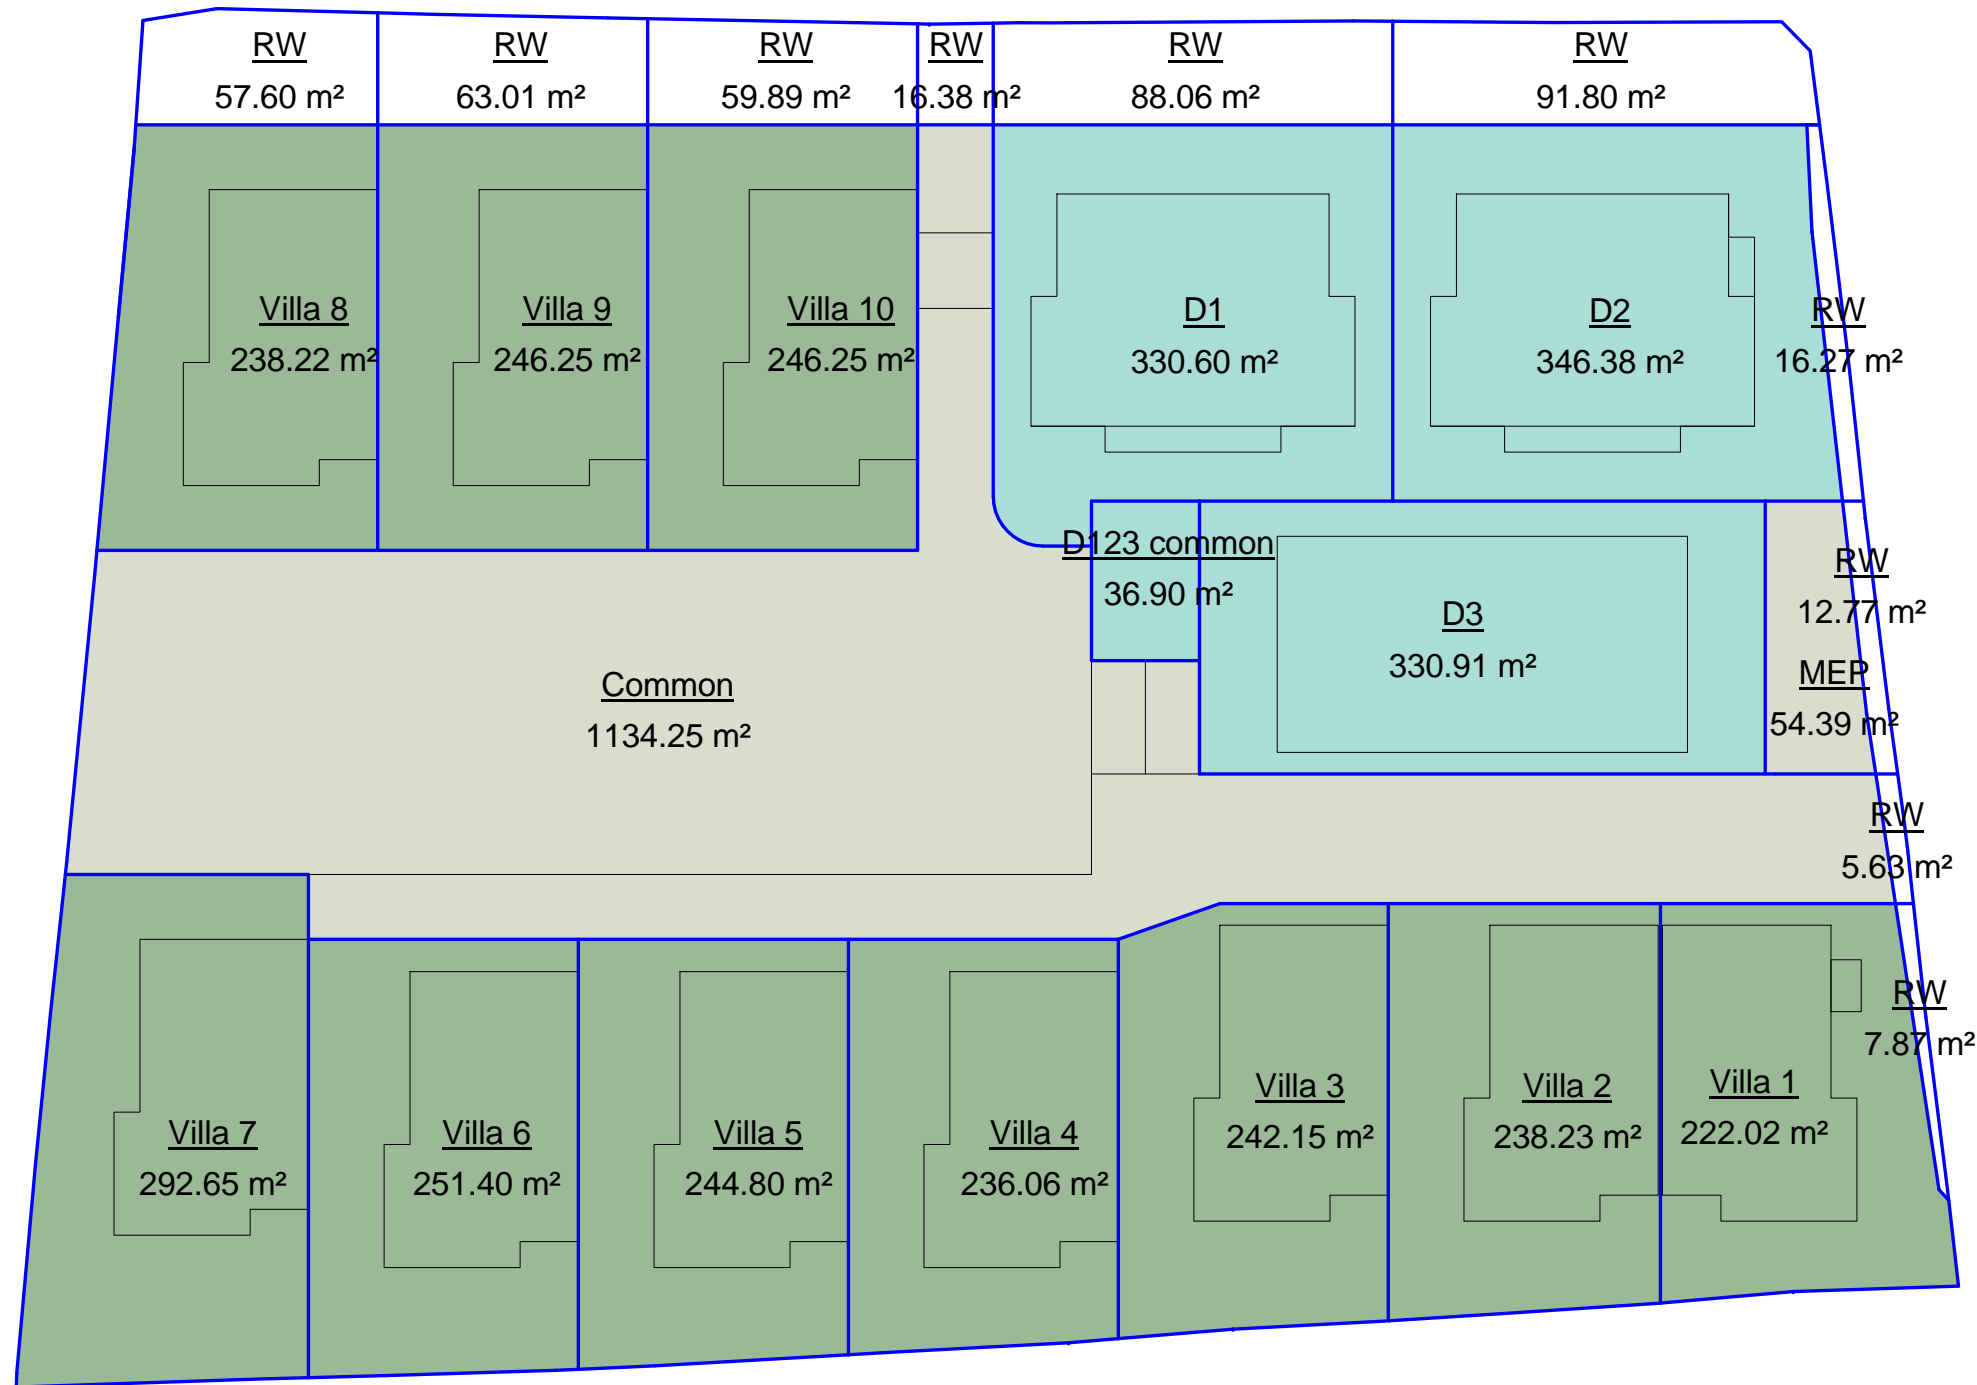 RW
57.60 m²
RW
63.01 m²
RW
59.89 m²
RW
16.38 m²
RW
88.06 m²
RW
91.80 m²
Villa 8
238.22 m²
Villa 9
246.25 m²
Villa 10
246.25 m²
D1
330.60 m²
D2
346.38 m²
RW
16.27 m²
D123 common
36.90 m²
D3
330.91 m²
RW
12.77 m²
MEP
54.39 m²
Common
1134.25 m²
RW
5.63 m²
RW
7.87 m²
Villa 7
292.65 m²
Villa 6
251.40 m²
Villa 5
244.80 m²
Villa 4
236.06 m²
Villa 3
242.15 m²
Villa 2
238.23 m²
Villa 1
222.02 m²